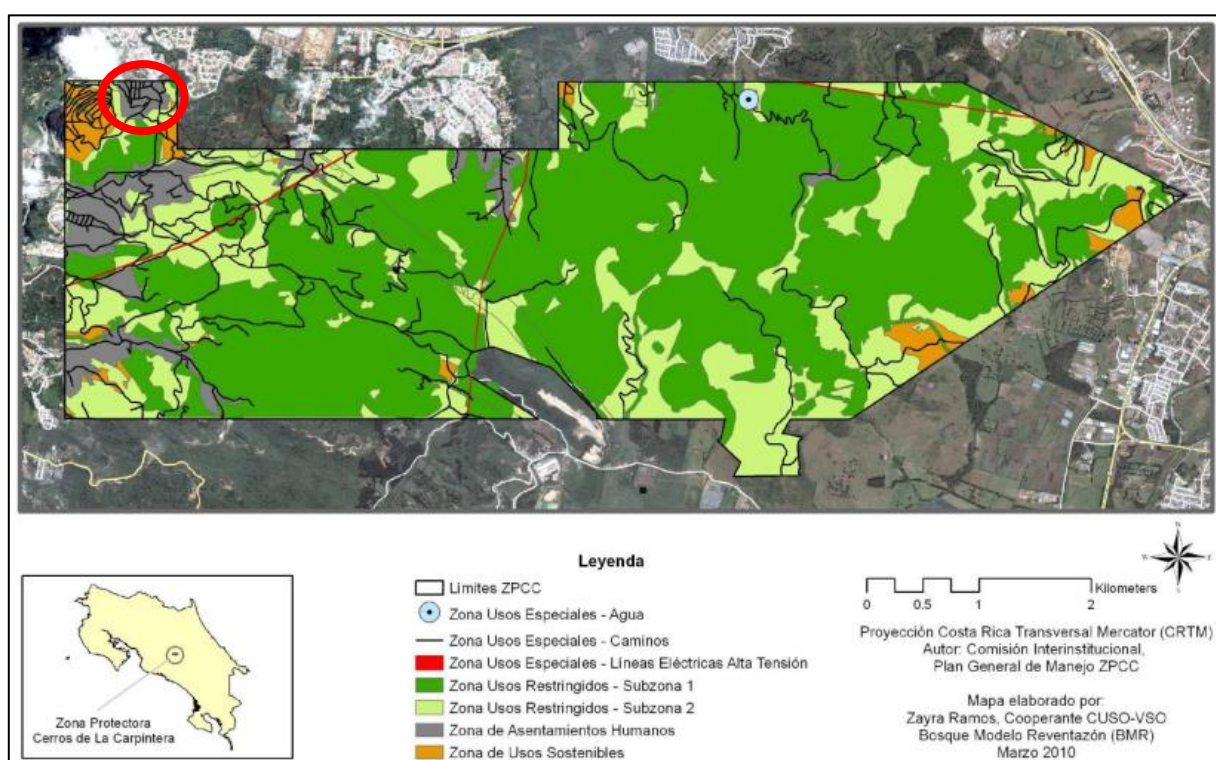 Leyenda
Limites ZPCC
Zona Usos Especiales - Agua
Zona Usos Especiales - Caminos
Zona Usos Especiales - Líneas Eléctricas Alta Tensión
Zona Usos Restringidos - Subzona 1
Zona Usos Restringidos - Subzona 2
Zona de Asentamientos Humanos
Zona de Usos Sostenibles
Zona Protectora
Cerros de La Carpintera
N
Kilometers
0 0.5 1 2
Proyección Costa Rica Transversal Mercator (CRTM)
Autor: Comisión Interinstitucional,
Plan General de Manejo ZPCC
Mapa elaborado por:
Zayra Ramos, Cooperante CUSO-VSO
Bosque Modelo Reventazón (BMR)
Marzo 2010